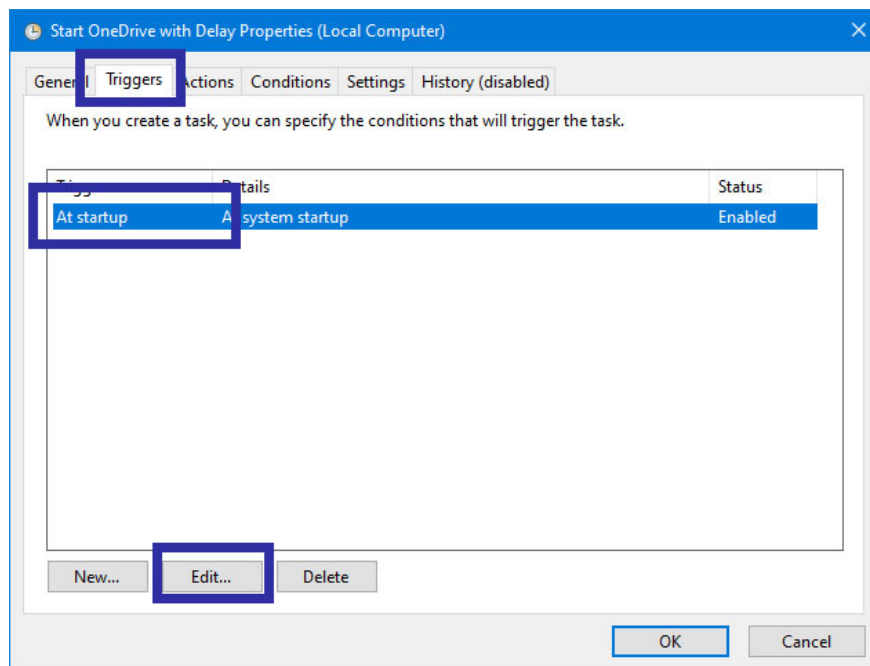 Start OneDrive with Delay Properties (Local Computer)
Triggers Actions Conditions Settings History (disabled)
When you create a task, you can specify the conditions that will trigger the task.
Details Status
At startup At system startup Enabled
New... Edit... Delete
OK Cancel